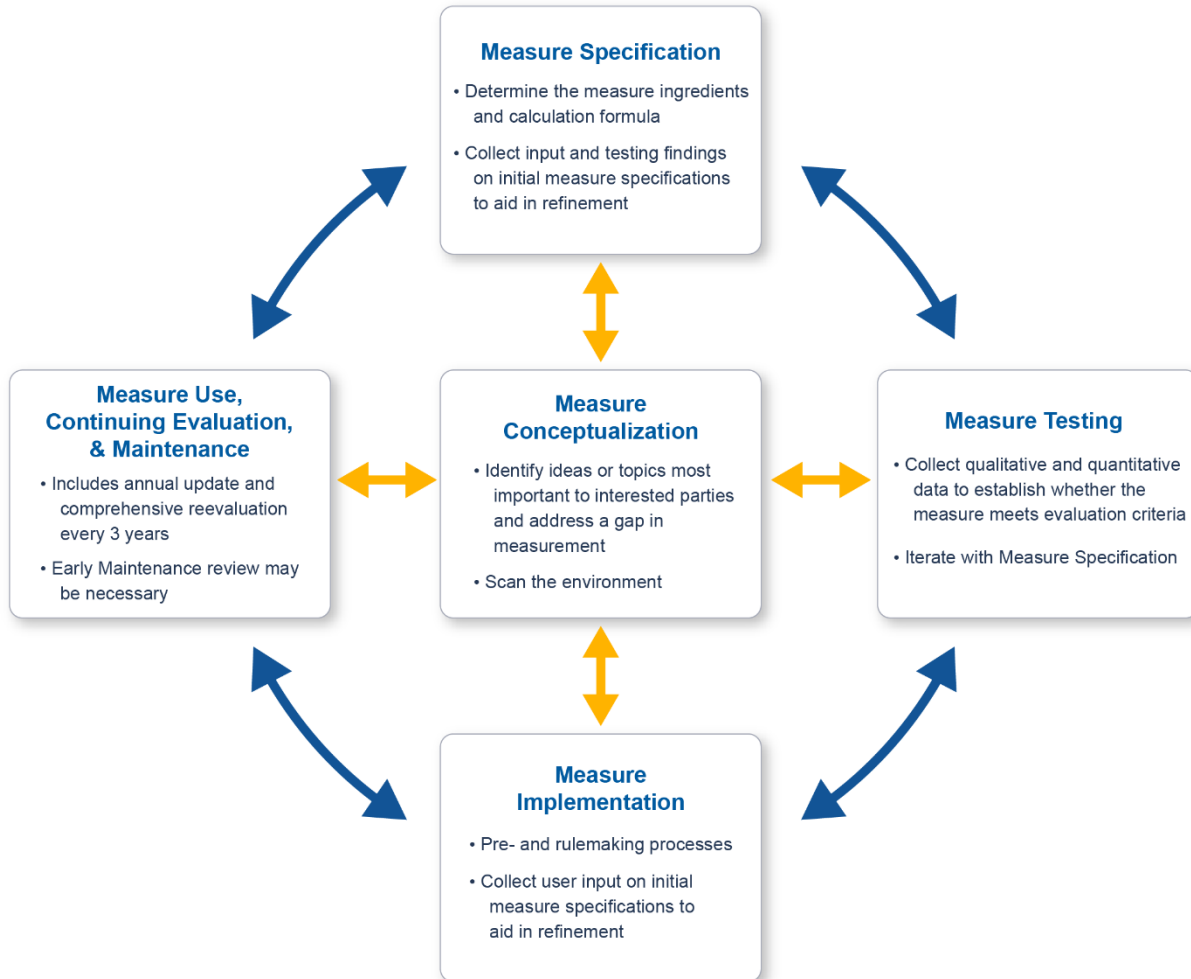 Measure Specification
• Determine the measure ingredients
and calculation formula
• Collect input and testing findings
on initial measure specifications
to aid in refinement
Measure Use,
Continuing Evaluation,
& Maintenance
• Includes annual update and
comprehensive reevaluation
every 3 years
• Early Maintenance review may
be necessary
Measure
Conceptualization
• Identify ideas or topics most
important to interested parties
and address a gap in
measurement
• Scan the environment
Measure Testing
• Collect qualitative and quantitative
data to establish whether the
measure meets evaluation criteria
• Iterate with Measure Specification
Measure
Implementation
• Pre- and rulemaking processes
• Collect user input on initial
measure specifications to
aid in refinement